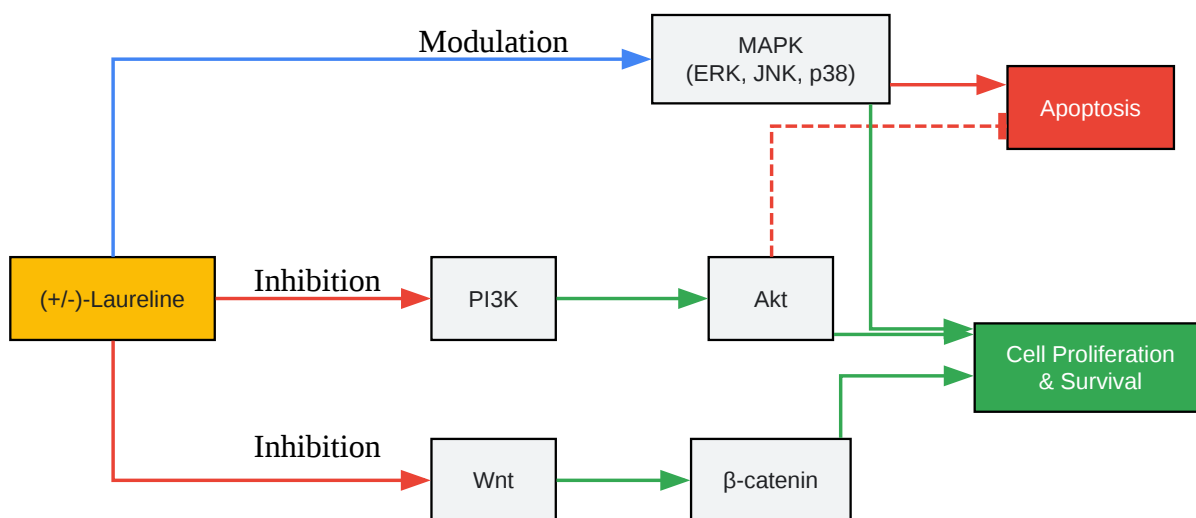 Modulation
MAPK
(ERK, JNK, p38)
Apoptosis
(+/-)-Laureline
Inhibition
PI3K
Akt
Cell Proliferation
& Survival
Inhibition
Wnt
β-catenin